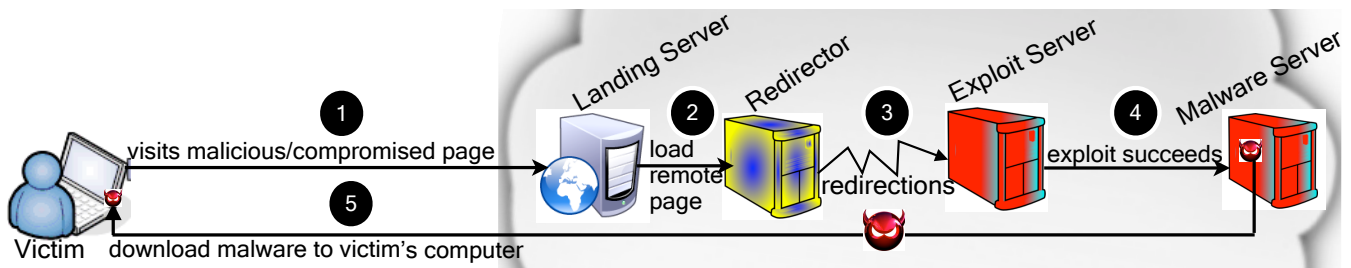 Landing Server
Redirector
Exploit Server
Malware Server
1
2
3
4
visits malicious/compromised page
load
remote
page
redirections
exploit succeeds
5
Victim
download malware to victim's computer